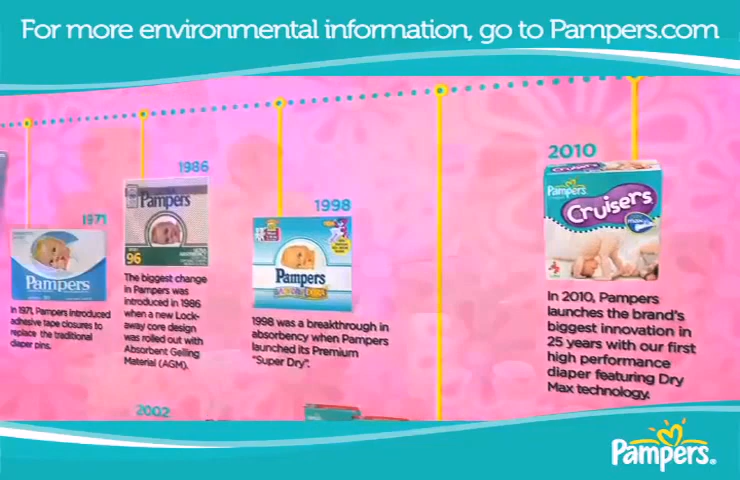 For more environmental information, go to Pampers.com
1971
Pampers
In 1971, Pampers introduced
adhesive tape closures to
replace the traditional
diaper pins.
1986
Pampers
96
The biggest change
in Pampers was
introduced in 1986
when a new Lock-
away core design
was rolled out with
Absorbent Gelling
Material (AGM).
1998
Pampers
1998 was a breakthrough in
absorbency when Pampers
launched its Premium
"Super Dry".
2010
Pampers
Cruisers
In 2010, Pampers
launches the brand's
biggest innovation in
25 years with our first
high performance
diaper featuring Dry
Max technology.
2002
Pampers